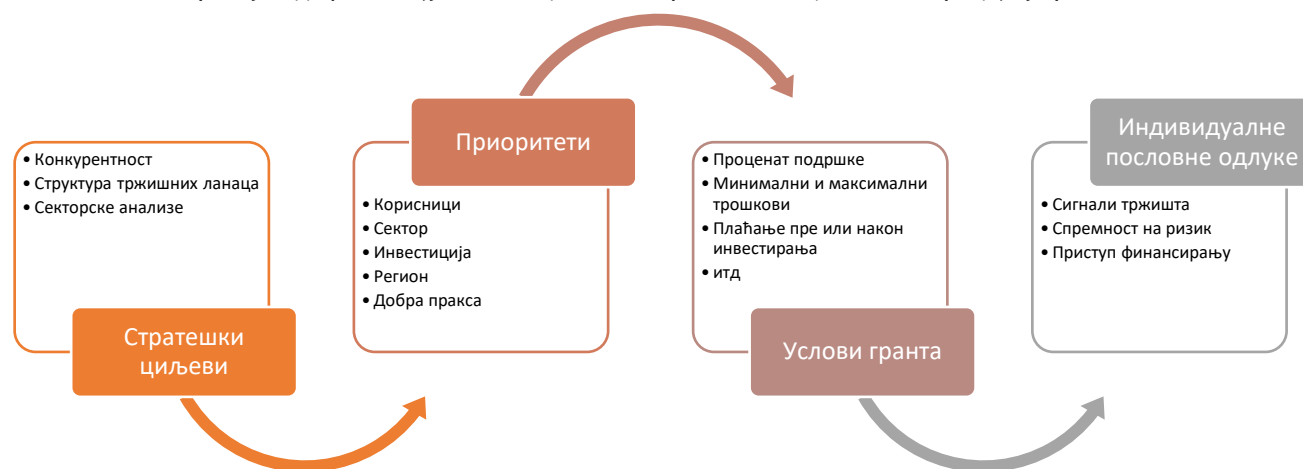 • Конкурентност
• Структура тржишних ланаца
• Секторске анализе
Стратешки
циљеви
Приоритети
• Корисници
• Сектор
• Инвестиција
• Регион
• Добра пракса
• Проценат подршке
• Минимални и максимални
трошкови
• Плаћање пре или након
инвестирања
• итд
Услови гранта
Индивидуалне
пословне одлуке
• Сигнали тржишта
• Спремност на ризик
• Приступ финансирању